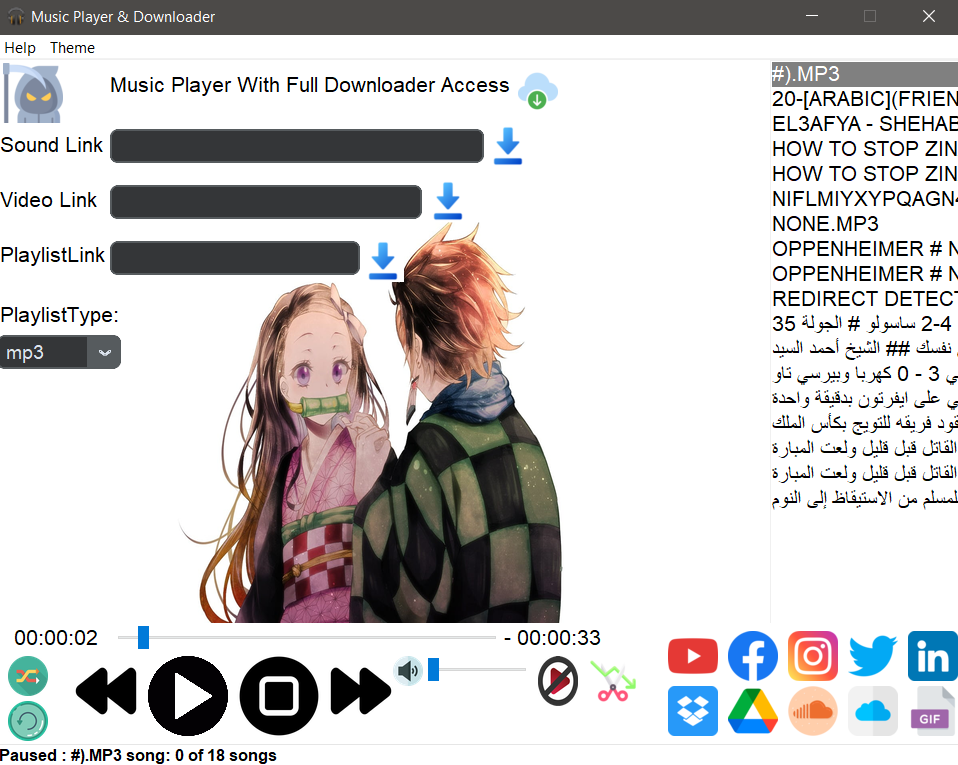 Music Player & Downloader
Help Theme
Music Player With Full Downloader Access
Sound Link
Video Link
PlaylistLink
PlaylistType:
mp3
#).MP3
20-[ARABIC](FRIEN
EL3AFYA - SHEHAE
HOW TO STOP ZIN
HOW TO STOP ZIN
NIFLMIYXYPQAGN4
NONE.MP3
OPPENHEIMER # N
OPPENHEIMER # N
REDIRECT DETECT
2-4 ساسولو # الجولة 35
نفسك ## الشيخ أحمد السيد
ي 3 - 0 كهربا وبيرسي تاو
ي على ايفرتون بدقيقة واحدة
قود فريقه للتويج بكأس الملك
القاتل قبل قليل ولعت المبارة
القاتل قبل قليل ولعت المبارة
لمسلم من الاستيقاظ إلى النوم
00:00:02
- 00:00:33
in
GIF
Paused : #).MP3 song: 0 of 18 songs